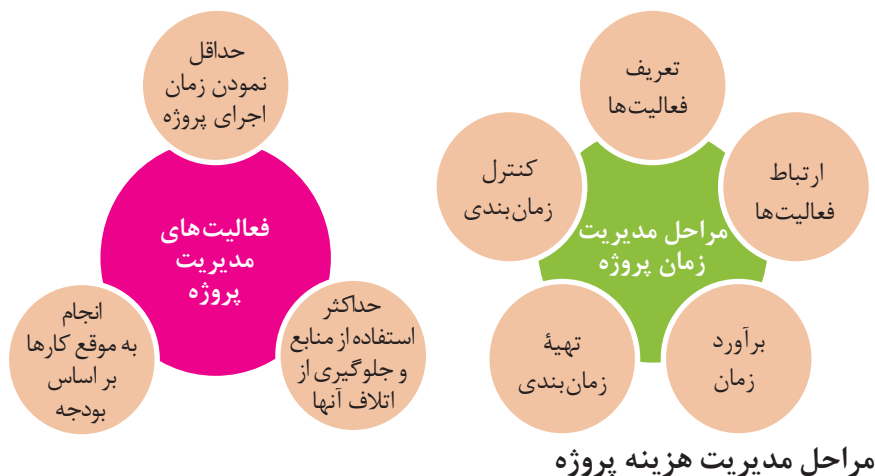 تعریف
فعالیت‌ها
ارتباط
فعالیت‌ها
برآورد
زمان
تهیهٔ
زمان‌بندی
کنترل
زمان‌بندی
مراحل مدیریت
زمان پروژه
حداقل
نمودن زمان
اجرای پروژه
حداکثر
استفاده از منابع
و جلوگیری از
اتلاف آنها
انجام
به موقع کارها
بر اساس
بودجه
فعالیت‌های
مدیریت
پروژه
مراحل مدیریت هزینه پروژه